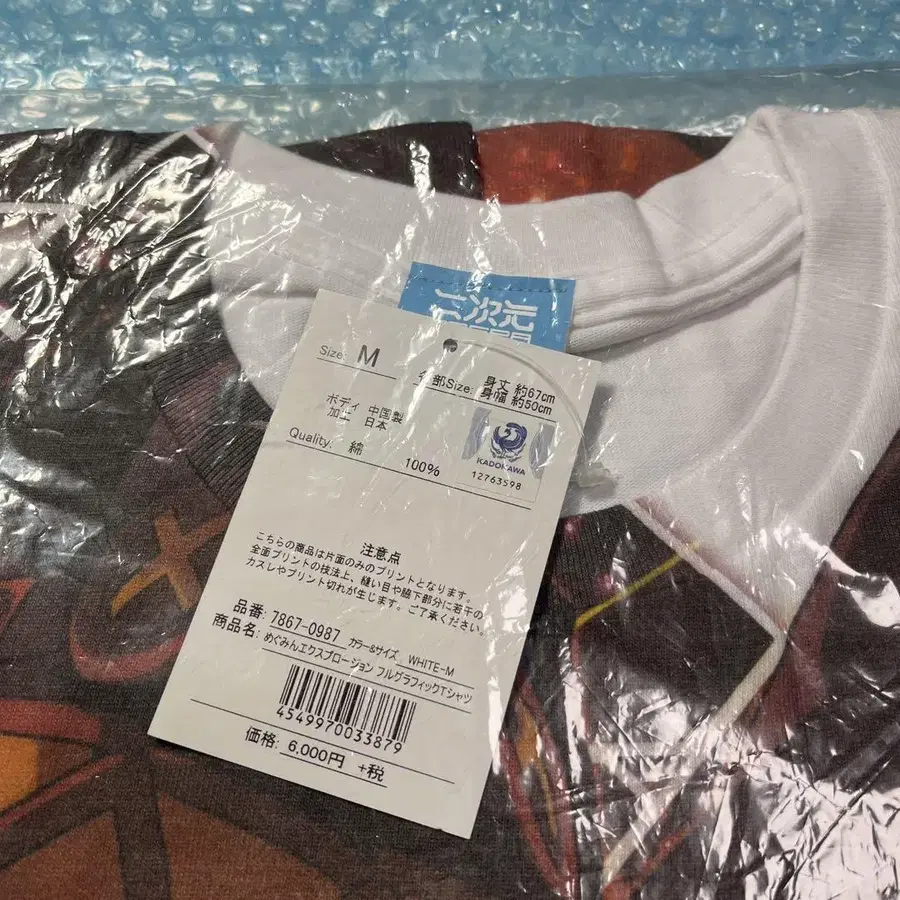 二次元
Size: M
各部Size: 身丈 約67cm
身幅 約50cm
ボディ 中国製
加工 日本
Quality: 綿 100%
KADOKAWA
12763598
注意点
こちらの商品は片面のみのプリントとなります。
全面プリントの技法上、縫い目や脇下部分に若干の
カスレやプリント切れが生じます。ご了承ください。
品番: 7867-0987 カラー&サイズ WHITE-M
商品名: めぐみんエクスプロージョン フルグラフィックTシャツ
4549970033879
価格: 6,000円 +税